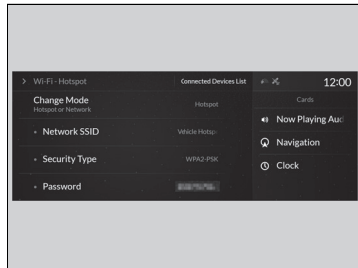 Wi-Fi - Hotspot
Connected Devices List
12:00
Change Mode
Hotspot or Network
Hotspot
Cards
Network SSID
Vehicle Hotsp
Now Playing Aud
Security Type
WPA2-PSK
Navigation
Clock
Password